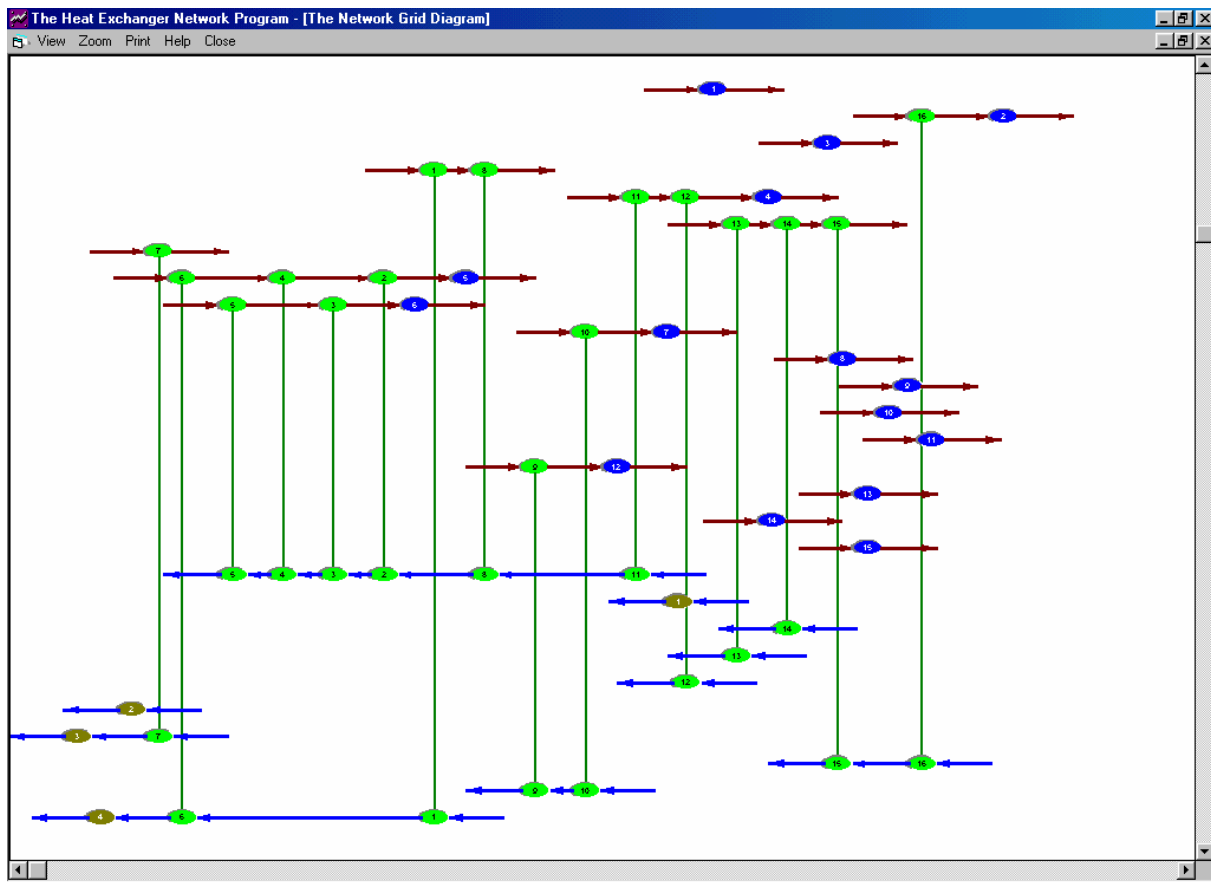 The Heat Exchanger Network Program - [The Network Grid Diagram]
View Zoom Print Help Close
1
16 2
3
1 8
11 12 4
13 14 15
7
6 4 2 5
5 3 6
10 7
8
9
10
11
9 12
13
14
15
5 4 3 2 8 11
1
14
13
12
2
3 7
15 16
9 10
4 6 1